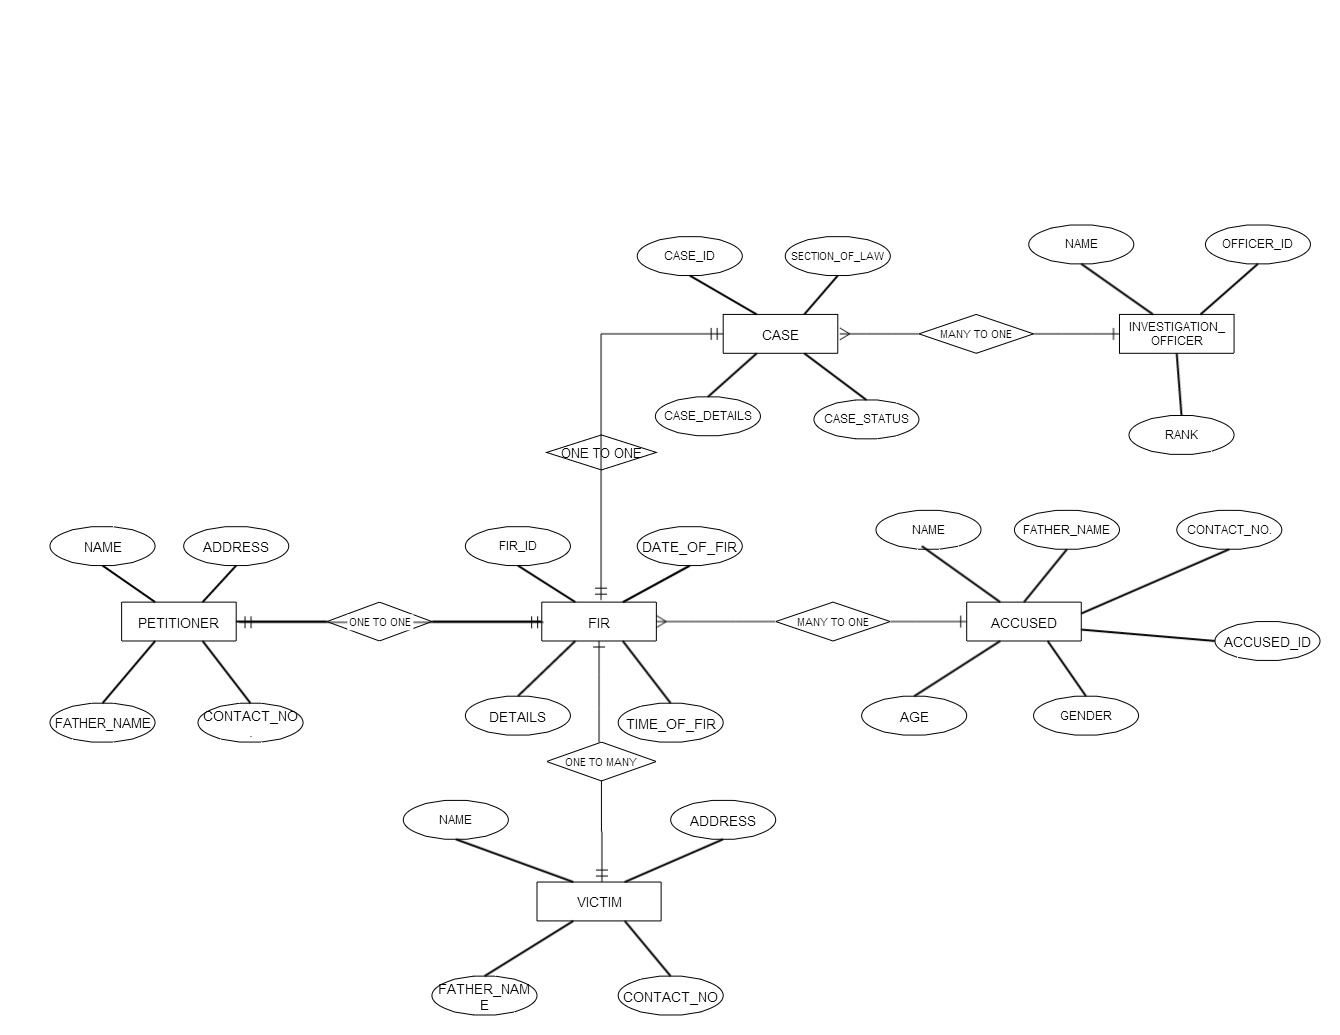 NAME
OFFICER_ID
CASE_ID
SECTION_OF_LAW
CASE
MANY TO ONE
INVESTIGATION_
OFFICER
CASE_DETAILS
CASE_STATUS
RANK
ONE TO ONE
NAME
ADDRESS
FIR_ID
DATE_OF_FIR
NAME
FATHER_NAME
CONTACT_NO.
PETITIONER
ONE TO ONE
FIR
MANY TO ONE
ACCUSED
ACCUSED_ID
FATHER_NAME
CONTACT_NO
.
DETAILS
TIME_OF_FIR
AGE
GENDER
ONE TO MANY
NAME
ADDRESS
VICTIM
FATHER_NAM
E
CONTACT_NO